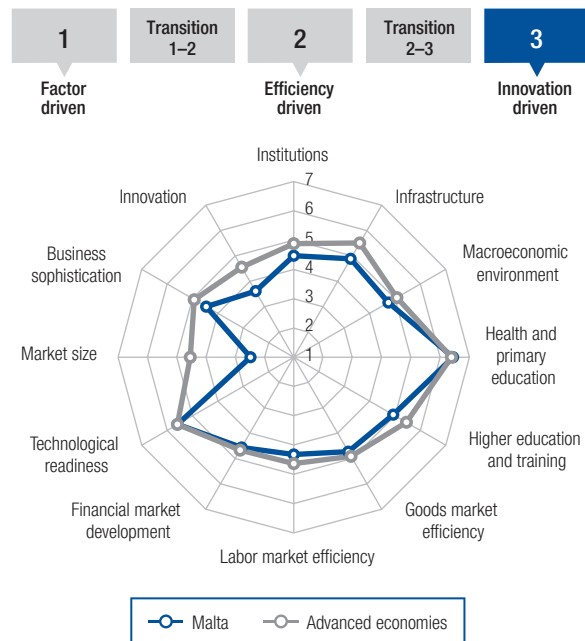 1
Transition
1–2
2
Transition
2–3
3
Factor
driven
Efficiency
driven
Innovation
driven
Institutions
7
Innovation
Infrastructure
6
5
Business
sophistication
Macroeconomic
environment
4
3
2
Market size
1
Health and
primary
education
Technological
readiness
Higher education
and training
Financial market
development
Goods market
efficiency
Labor market efficiency
Malta
Advanced economies